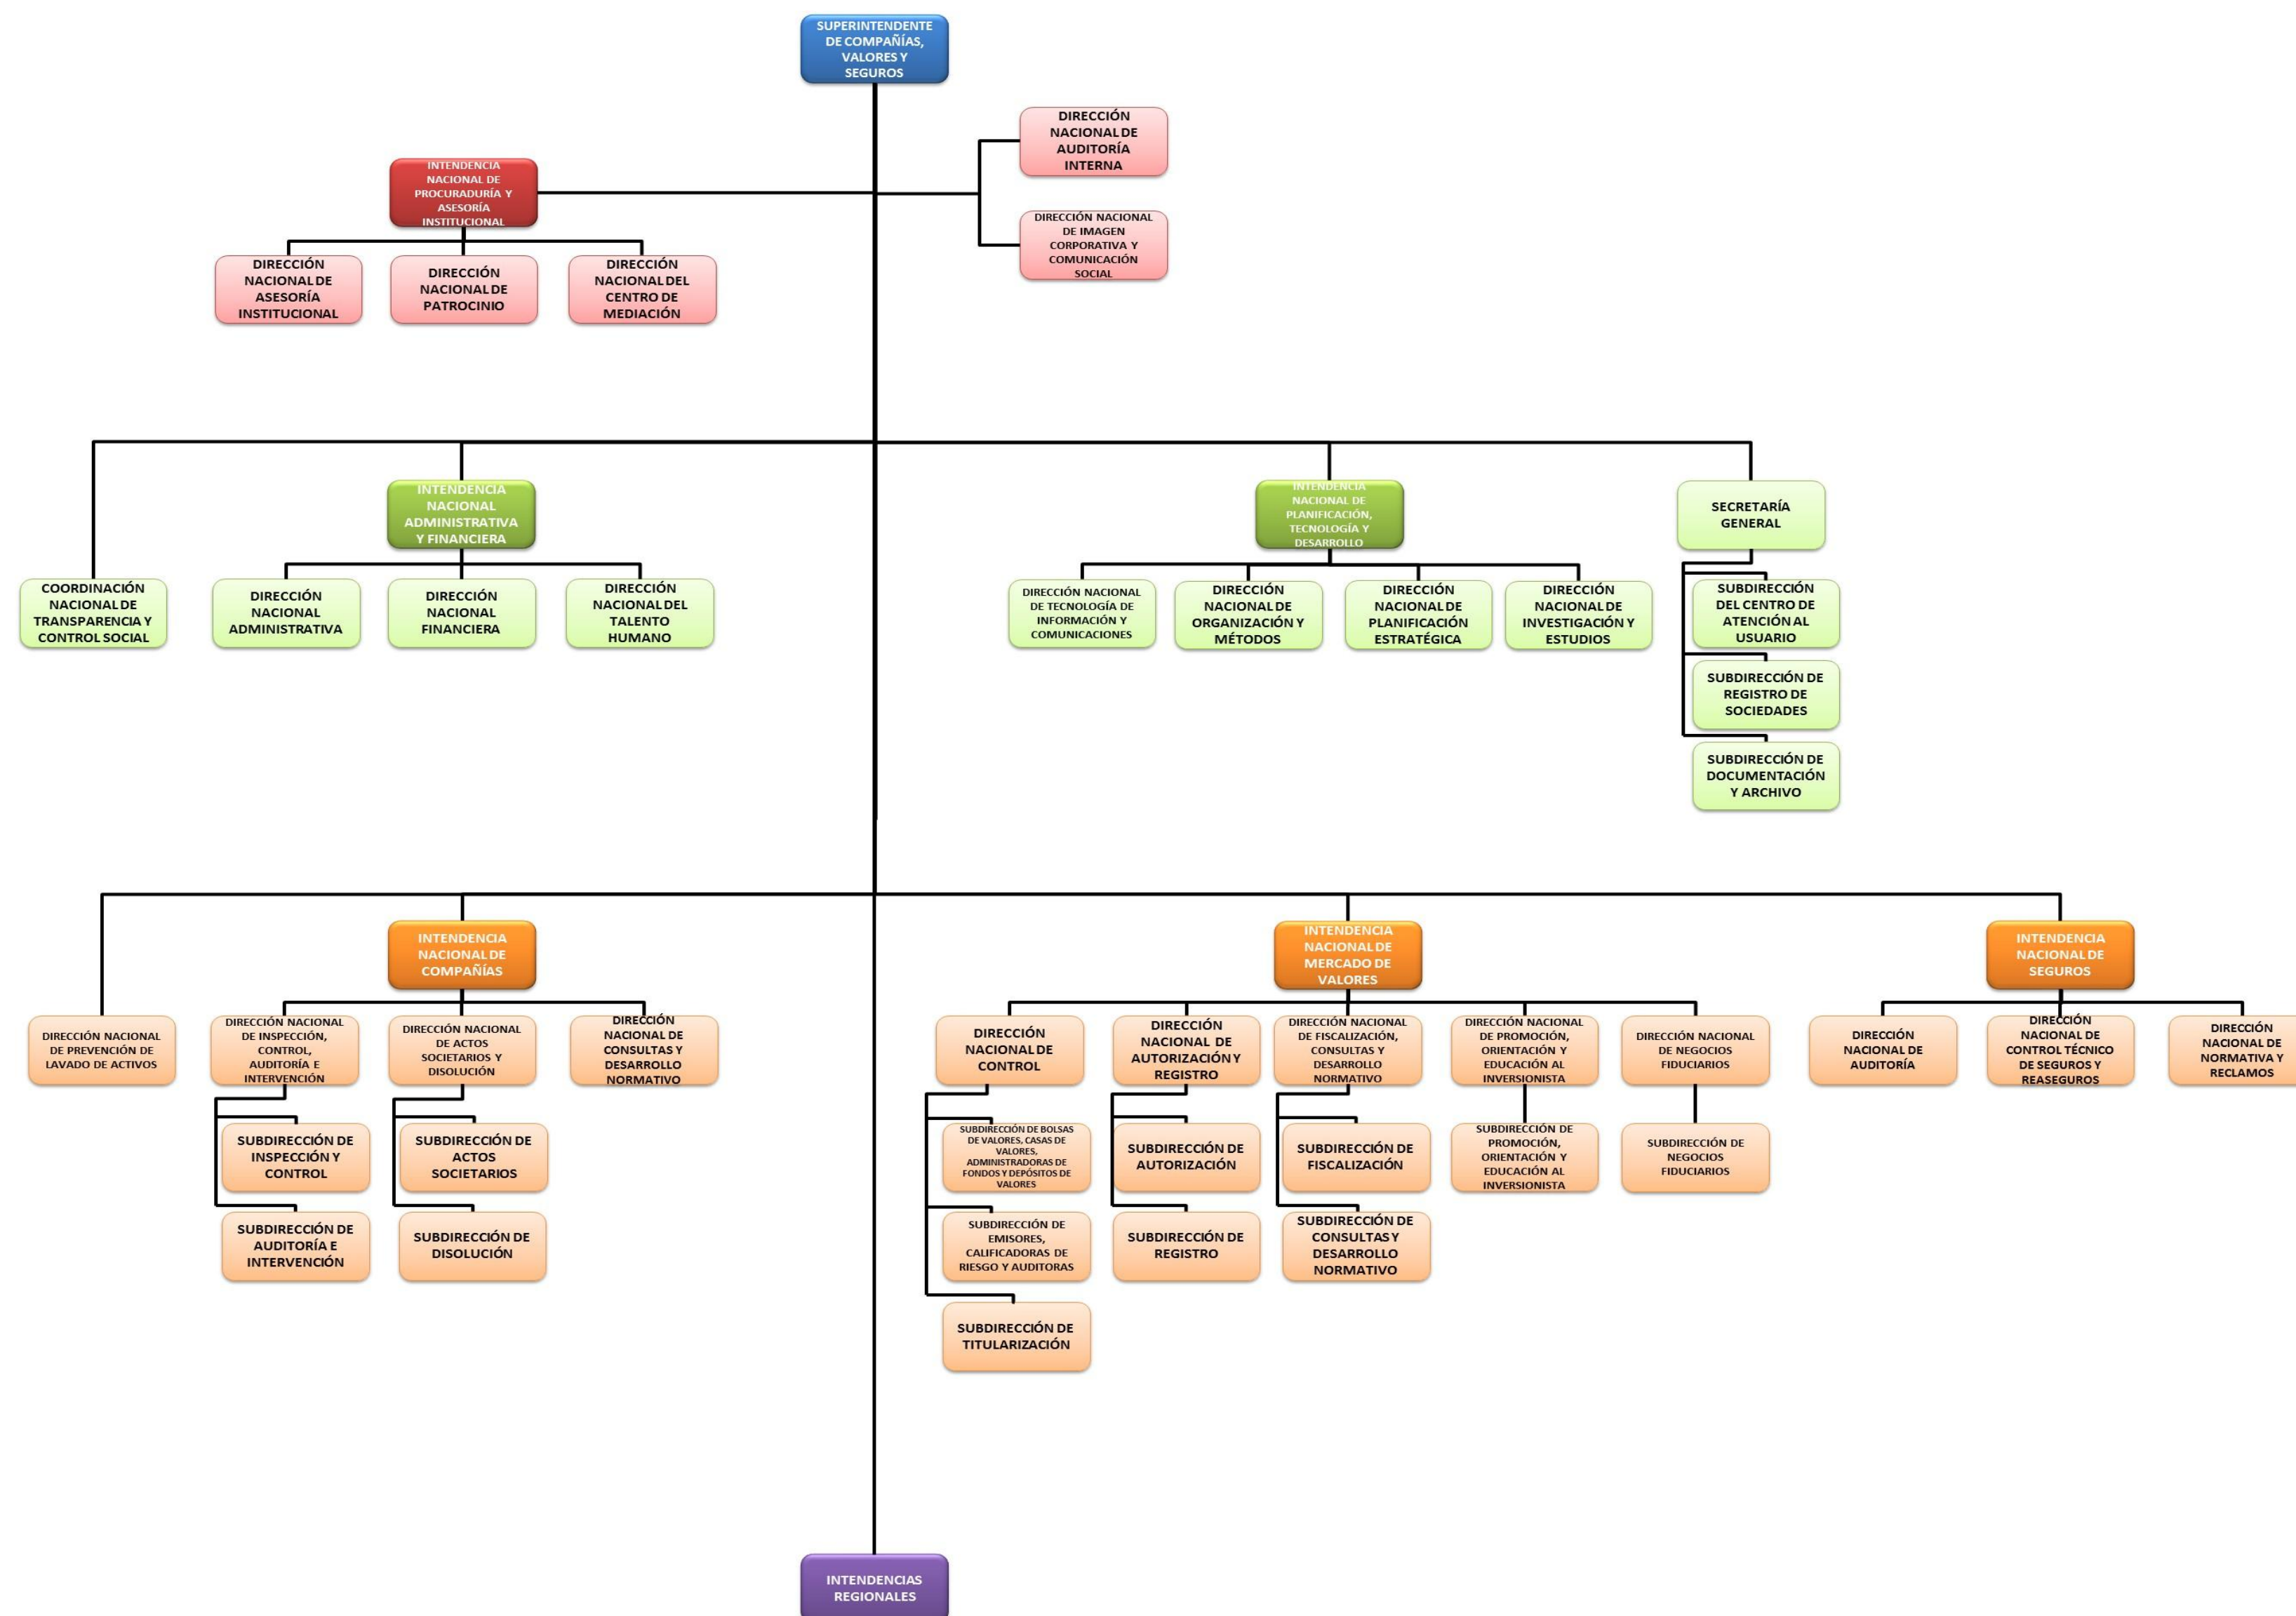 SUPERINTENDENTE
DE COMPAÑÍAS,
VALORES Y
SEGUROS
DIRECCIÓN
NACIONAL DE
AUDITORÍA
INTERNA
INTENDENCIA
NACIONAL DE
PROCURADURÍA Y
ASESORÍA
INSTITUCIONAL
DIRECCIÓN NACIONAL
DE IMAGEN
CORPORATIVA Y
COMUNICACIÓN
SOCIAL
DIRECCIÓN
NACIONAL DE
ASESORÍA
INSTITUCIONAL
DIRECCIÓN
NACIONAL DE
PATROCINIO
DIRECCIÓN
NACIONAL DEL
CENTRO DE
MEDIACIÓN
INTENDENCIA
NACIONAL
ADMINISTRATIVA
Y FINANCIERA
INTENDENCIA
NACIONAL DE
PLANIFICACIÓN,
TECNOLOGÍA Y
DESARROLLO
SECRETARÍA
GENERAL
COORDINACIÓN
NACIONAL DE
TRANSPARENCIA Y
CONTROL SOCIAL
DIRECCIÓN
NACIONAL
ADMINISTRATIVA
DIRECCIÓN
NACIONAL
FINANCIERA
DIRECCIÓN
NACIONAL DEL
TALENTO
HUMANO
DIRECCIÓN NACIONAL
DE TECNOLOGÍA DE
INFORMACIÓN Y
COMUNICACIONES
DIRECCIÓN
NACIONAL DE
ORGANIZACIÓN Y
MÉTODOS
DIRECCIÓN
NACIONAL DE
PLANIFICACIÓN
ESTRATÉGICA
DIRECCIÓN
NACIONAL DE
INVESTIGACIÓN Y
ESTUDIOS
SUBDIRECCIÓN
DEL CENTRO DE
ATENCIÓN AL
USUARIO
SUBDIRECCIÓN DE
REGISTRO DE
SOCIEDADES
SUBDIRECCIÓN DE
DOCUMENTACIÓN
Y ARCHIVO
INTENDENCIA
NACIONAL DE
COMPAÑÍAS
INTENDENCIA
NACIONAL DE
MERCADO DE
VALORES
INTENDENCIA
NACIONAL DE
SEGUROS
DIRECCIÓN NACIONAL
DE PREVENCIÓN DE
LAVADO DE ACTIVOS
DIRECCIÓN NACIONAL
DE INSPECCIÓN,
CONTROL,
AUDITORÍA E
INTERVENCIÓN
DIRECCIÓN NACIONAL
DE ACTOS
SOCIETARIOS Y
DISOLUCIÓN
DIRECCIÓN
NACIONAL DE
CONSULTAS Y
DESARROLLO
NORMATIVO
DIRECCIÓN
NACIONAL DE
CONTROL
DIRECCIÓN
NACIONAL DE
AUTORIZACIÓN Y
REGISTRO
DIRECCIÓN NACIONAL
DE FISCALIZACIÓN,
CONSULTAS Y
DESARROLLO
NORMATIVO
DIRECCIÓN NACIONAL
DE PROMOCIÓN,
ORIENTACIÓN Y
EDUCACIÓN AL
INVERSIONISTA
DIRECCIÓN NACIONAL
DE NEGOCIOS
FIDUCIARIOS
DIRECCIÓN
NACIONAL DE
AUDITORÍA
DIRECCIÓN
NACIONAL DE
CONTROL TÉCNICO
DE SEGUROS Y
REASEGUROS
DIRECCIÓN
NACIONAL DE
NORMATIVA Y
RECLAMOS
SUBDIRECCIÓN DE
INSPECCIÓN Y
CONTROL
SUBDIRECCIÓN DE
ACTOS
SOCIETARIOS
SUBDIRECCIÓN DE BOLSAS
DE VALORES, CASAS DE
VALORES,
ADMINISTRADORAS DE
FONDOS Y DEPÓSITOS DE
VALORES
SUBDIRECCIÓN DE
AUTORIZACIÓN
SUBDIRECCIÓN DE
FISCALIZACIÓN
SUBDIRECCIÓN DE
PROMOCIÓN,
ORIENTACIÓN Y
EDUCACIÓN AL
INVERSIONISTA
SUBDIRECCIÓN DE
NEGOCIOS
FIDUCIARIOS
SUBDIRECCIÓN DE
AUDITORÍA E
INTERVENCIÓN
SUBDIRECCIÓN DE
DISOLUCIÓN
SUBDIRECCIÓN DE
EMISORES,
CALIFICADORAS DE
RIESGO Y AUDITORAS
SUBDIRECCIÓN DE
REGISTRO
SUBDIRECCIÓN DE
CONSULTAS Y
DESARROLLO
NORMATIVO
SUBDIRECCIÓN DE
TITULARIZACIÓN
INTENDENCIAS
REGIONALES